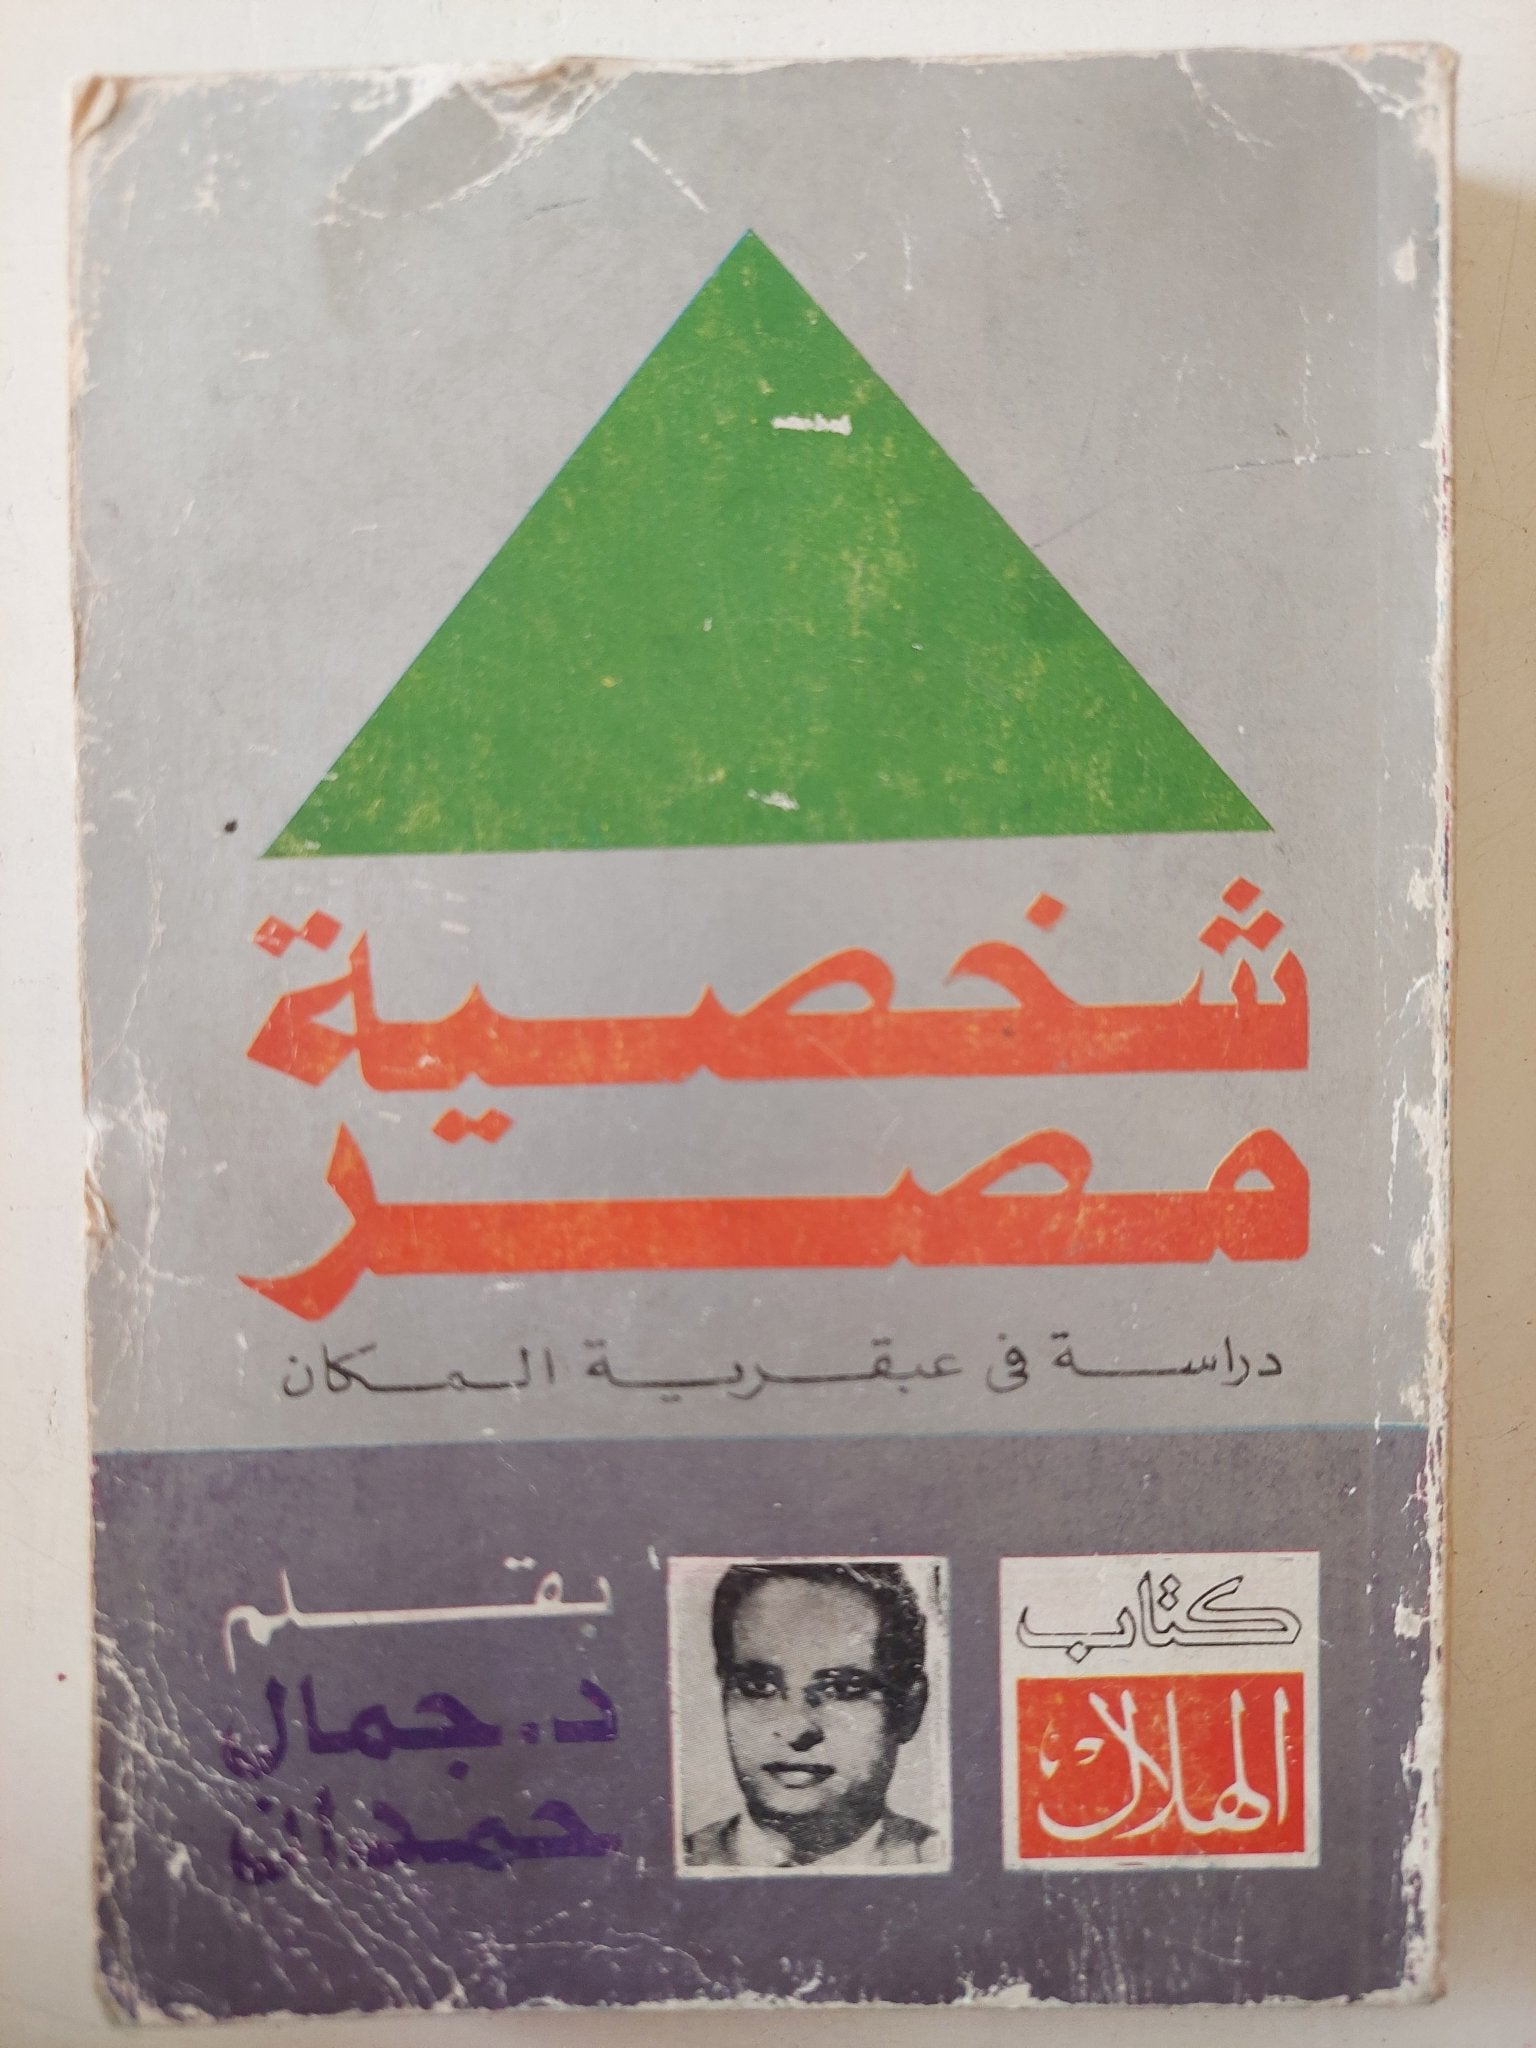 شخصية
مصر
دراسة فى عبقرية المكان
كتاب
الهلال
بقلم
د. جمال
حمدان